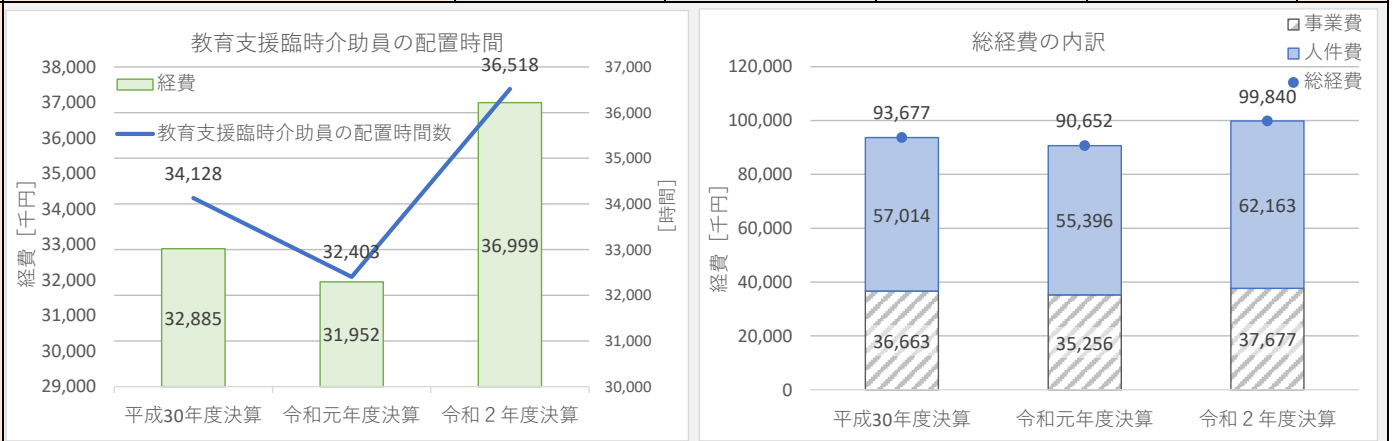 教育支援臨時介助員の配置時間
経費
教育支援臨時介助員の配置時間数
経費［千円］
38,000
37,000
36,000
35,000
34,000
33,000
32,000
31,000
30,000
29,000
34,128
32,403
36,518
32,885
31,952
36,999
37,000
36,000
35,000
34,000
33,000
32,000
31,000
30,000
[時間]
平成30年度決算
令和元年度決算
令和２年度決算
総経費の内訳
事業費
人件費
総経費
経費［千円］
120,000
100,000
80,000
60,000
40,000
20,000
0
93,677
90,652
99,840
57,014
55,396
62,163
36,663
35,256
37,677
平成30年度決算
令和元年度決算
令和２年度決算